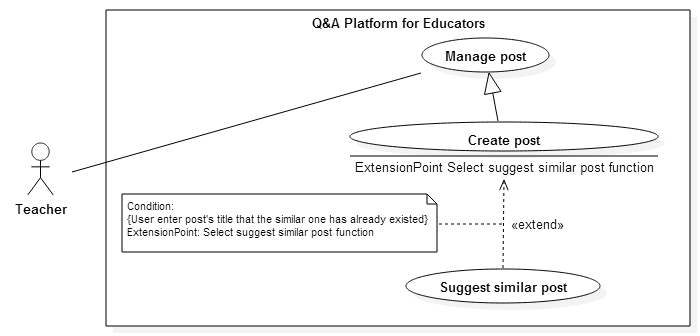 Q&A Platform for Educators
Manage post
Create post
ExtensionPoint Select suggest similar post function
Teacher
Condition:
{User enter post's title that the similar one has already existed}
ExtensionPoint: Select suggest similar post function
«extend»
Suggest similar post